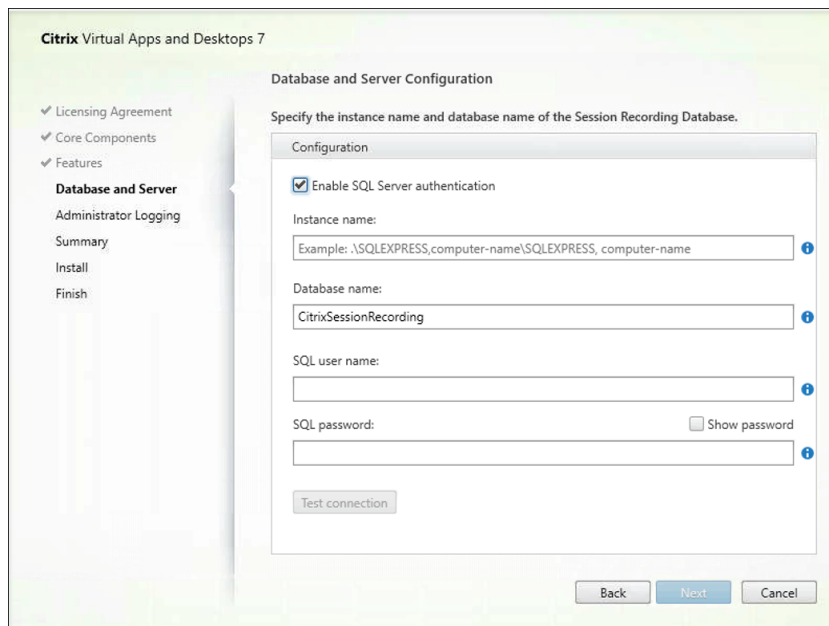 Citrix Virtual Apps and Desktops 7
Licensing Agreement
Core Components
Features
Database and Server
Administrator Logging
Summary
Install
Finish
Database and Server Configuration
Specify the instance name and database name of the Session Recording Database.
Configuration
Enable SQL Server authentication
Instance name:
Example: .\SQLEXPRESS,computer-name\SQLEXPRESS, computer-name
Database name:
CitrixSessionRecording
SQL user name:
SQL password:
Show password
Test connection
Back
Next
Cancel